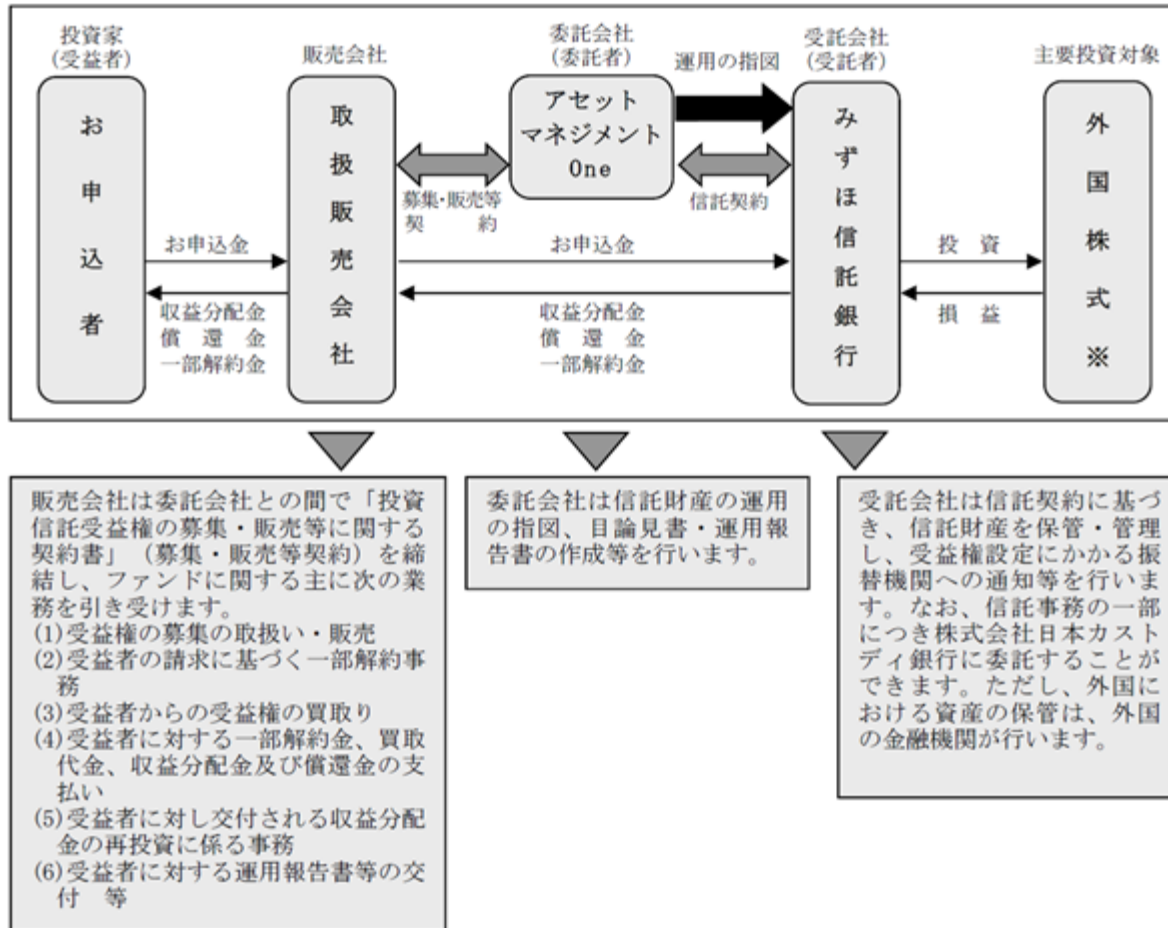 投資家
(受益者)
販売会社
委託会社
(委託者)
運用の指図
受託会社
(受託者)
主要投資対象
お申込者
取扱販売会社
アセット
マネジメント
One
みずほ信託銀行
外国株式※
募集・販売等
契　約
信託契約
お申込金
お申込金
投　資
収益分配金
償　還　金
一部解約金
収益分配金
償　還　金
一部解約金
損　益
販売会社は委託会社との間で「投資
信託受益権の募集・販売等に関する
契約書」（募集・販売等契約）を締
結し、ファンドに関する主に次の業
務を引き受けます。
(1)受益権の募集の取扱い・販売
(2)受益者の請求に基づく一部解約事
務
(3)受益者からの受益権の買取り
(4)受益者に対する一部解約金、買取
代金、収益分配金及び償還金の支
払い
(5)受益者に対し交付される収益分配
金の再投資に係る事務
(6)受益者に対する運用報告書等の交
付　等
委託会社は信託財産の運用
の指図、目論見書・運用報
告書の作成等を行います。
受託会社は信託契約に基づ
き、信託財産を保管・管理
し、受益権設定にかかる振
替機関への通知等を行いま
す。なお、信託事務の一部
につき株式会社日本カスト
ディ銀行に委託することが
できます。ただし、外国に
おける資産の保管は、外国
の金融機関が行います。